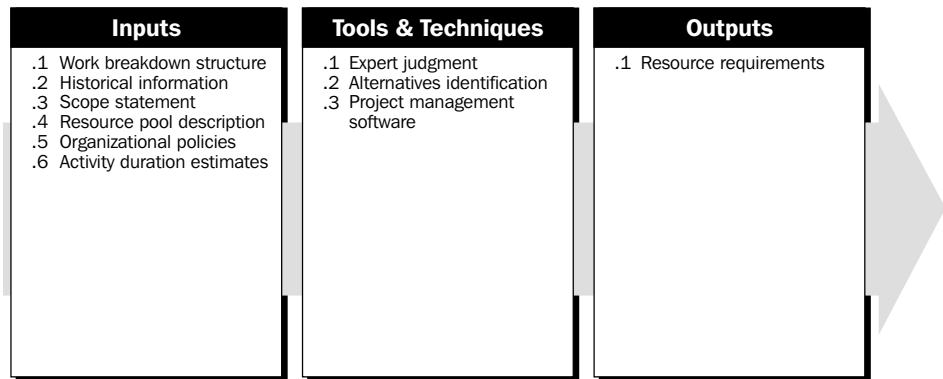 Inputs
.1 Work breakdown structure
.2 Historical information
.3 Scope statement
.4 Resource pool description
.5 Organizational policies
.6 Activity duration estimates
Tools & Techniques
.1 Expert judgment
.2 Alternatives identification
.3 Project management
software
Outputs
.1 Resource requirements